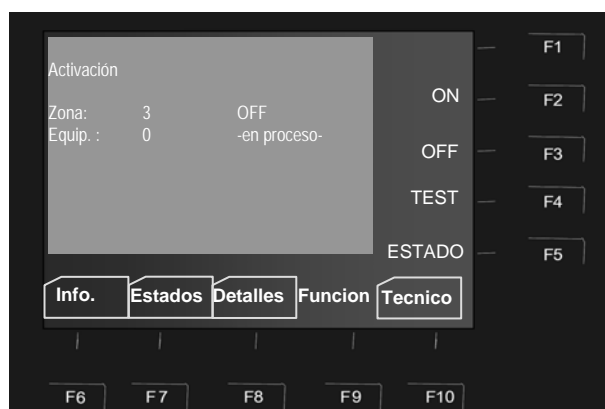 Activación
Zona: 3 OFF
Equip. : 0 -en proceso-
ON
OFF
TEST
ESTADO
F1
F2
F3
F4
F5
Info. Estados Detalles Funcion Tecnico
F6 F7 F8 F9 F10